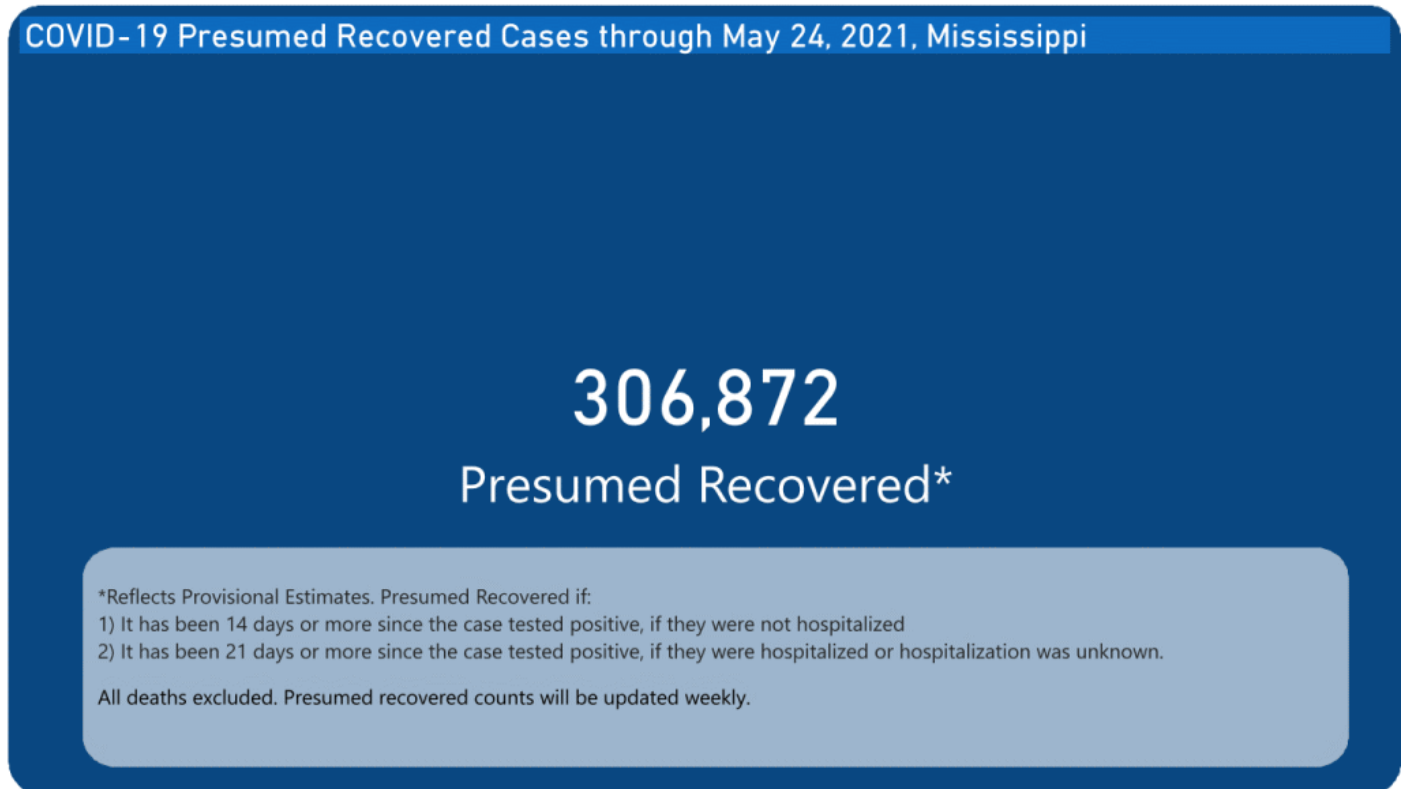 COVID-19 Presumed Recovered Cases through May 24, 2021, Mississippi
306,872
Presumed Recovered*
*Reflects Provisional Estimates. Presumed Recovered if:
1) It has been 14 days or more since the case tested positive, if they were not hospitalized
2) It has been 21 days or more since the case tested positive, if they were hospitalized or hospitalization was unknown.
All deaths excluded. Presumed recovered counts will be updated weekly.